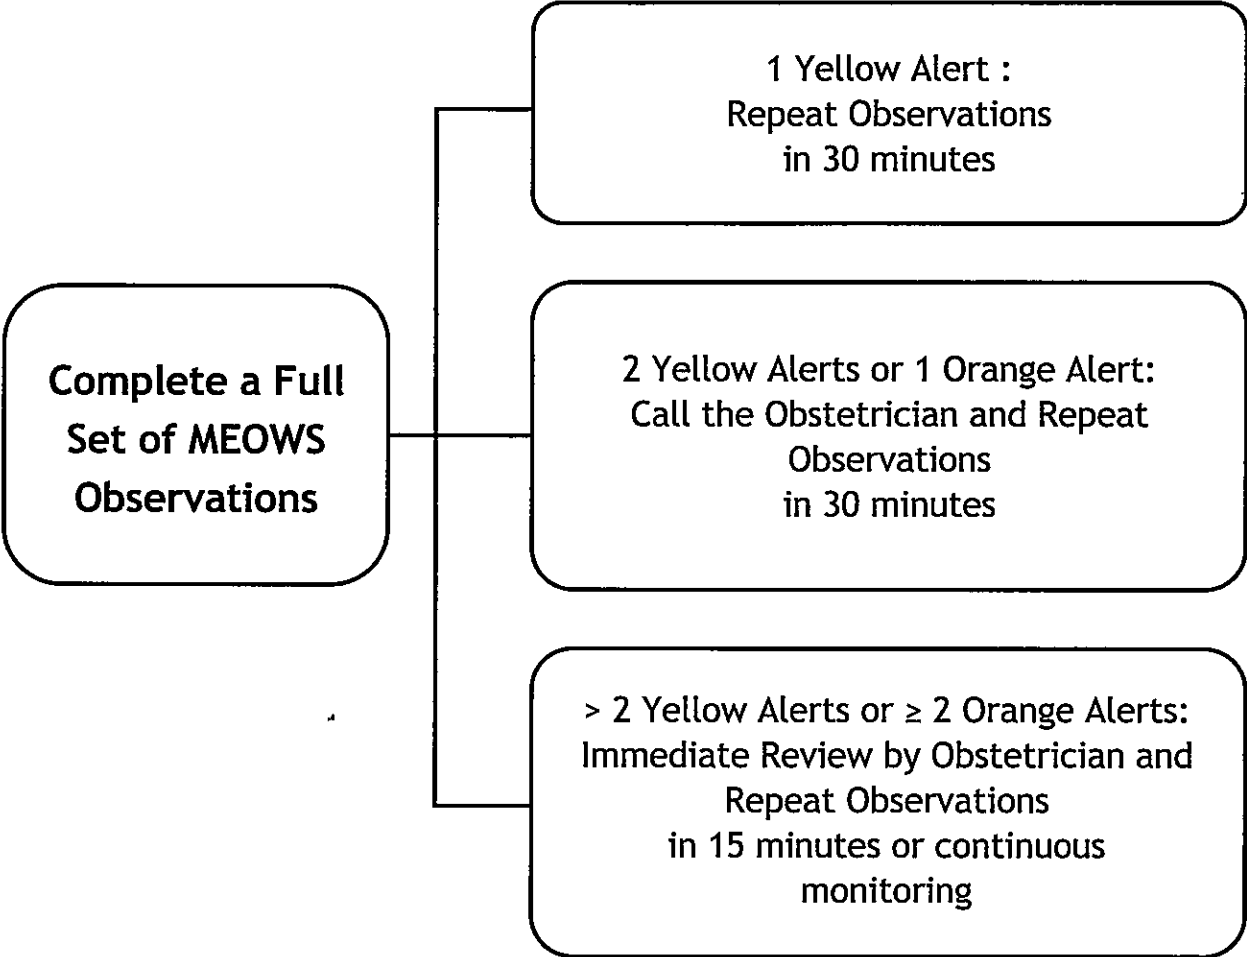 1 Yellow Alert :
Repeat Observations
in 30 minutes
Complete a Full
Set of MEOWS
Observations
2 Yellow Alerts or 1 Orange Alert:
Call the Obstetrician and Repeat
Observations
in 30 minutes
> 2 Yellow Alerts or ≥ 2 Orange Alerts:
Immediate Review by Obstetrician and
Repeat Observations
in 15 minutes or continuous
monitoring